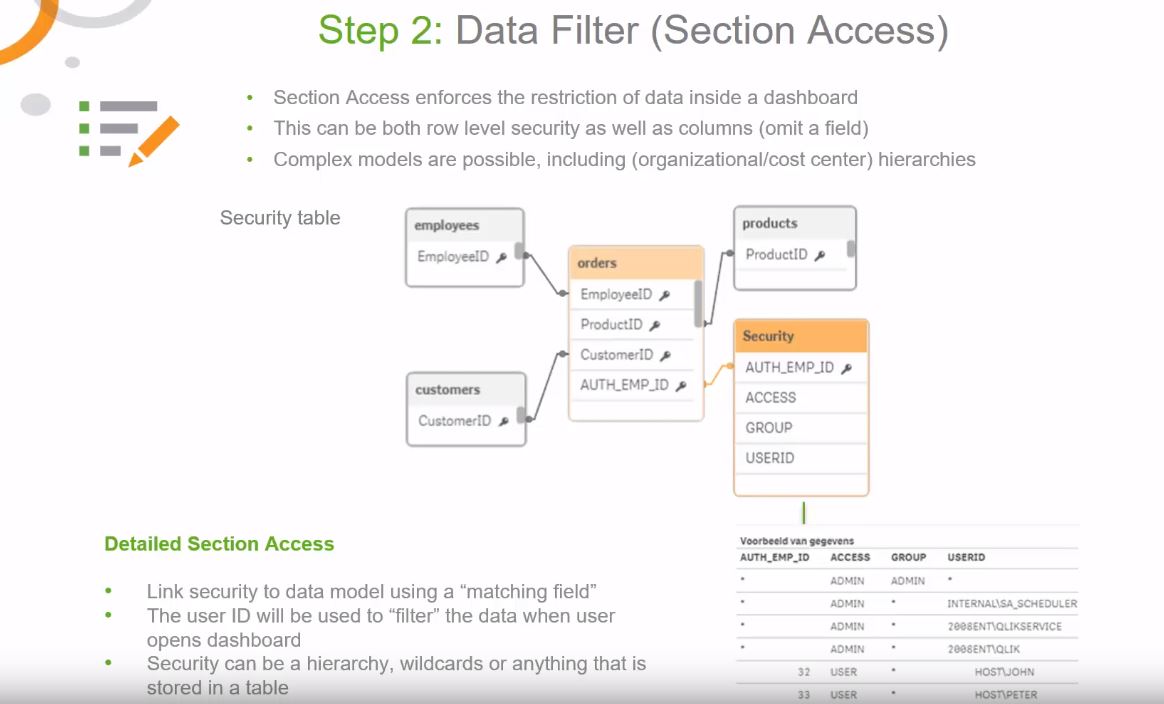 Step 2: Data Filter (Section Access)
• Section Access enforces the restriction of data inside a dashboard
• This can be both row level security as well as columns (omit a field)
• Complex models are possible, including (organizational/cost center) hierarchies
Security table
employees
EmployeeID
orders
EmployeeID
ProductID
CustomerID
AUTH_EMP_ID
products
ProductID
customers
CustomerID
Security
AUTH_EMP_ID
ACCESS
GROUP
USERID
Detailed Section Access
• Link security to data model using a “matching field”
• The user ID will be used to “filter” the data when user
opens dashboard
• Security can be a hierarchy, wildcards or anything that is
stored in a table
Voorbeeld van gegevens
AUTH_EMP_ID ACCESS GROUP USERID
* ADMIN ADMIN *
* ADMIN * INTERNAL\SA_SCHEDULER
* ADMIN * 2008ENT\QLIKSERVICE
* ADMIN * 2008ENT\QLIK
32 USER * HOST\JOHN
33 USER * HOST\PETER